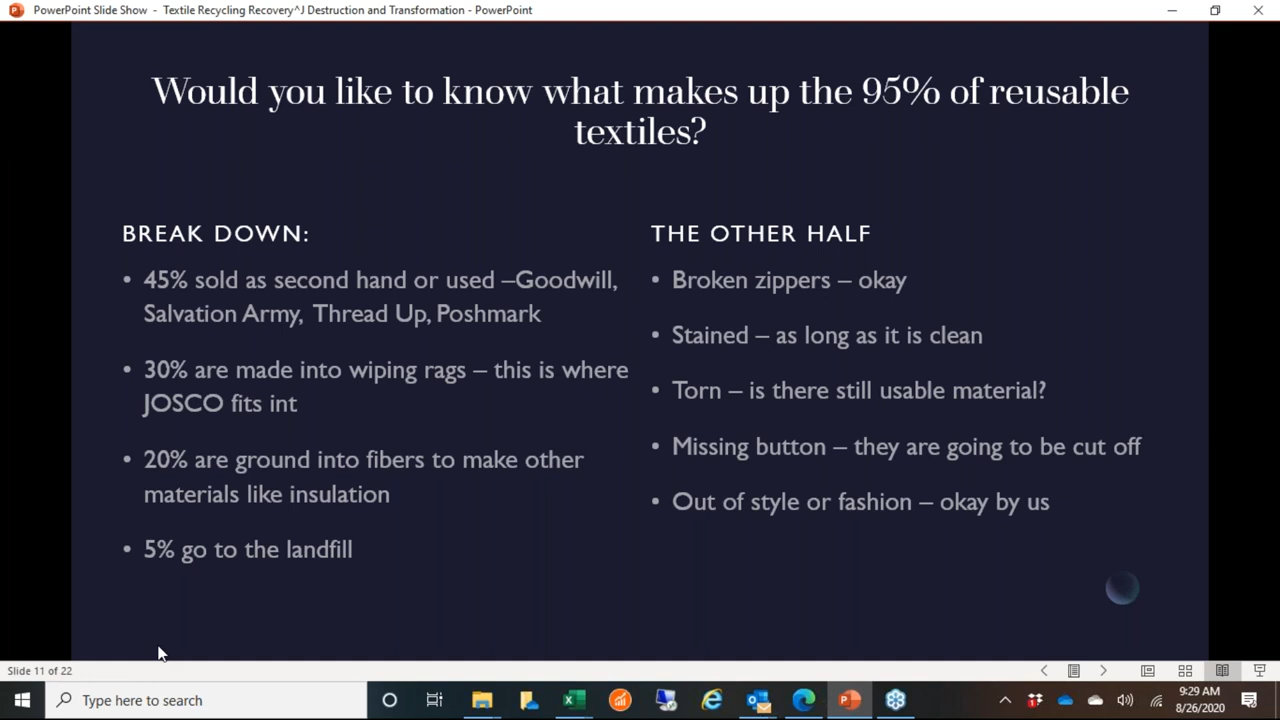 PowerPoint Slide Show - Textile Recycling Recovery^J Destruction and Transformation - PowerPoint
Would you like to know what makes up the 95% of reusable
textiles?
BREAK DOWN:
• 45% sold as second hand or used –Goodwill,
Salvation Army, Thread Up, Poshmark
• 30% are made into wiping rags – this is where
JOSCO fits int
• 20% are ground into fibers to make other
materials like insulation
• 5% go to the landfill
THE OTHER HALF
• Broken zippers – okay
• Stained – as long as it is clean
• Torn – is there still usable material?
• Missing button – they are going to be cut off
• Out of style or fashion – okay by us
Slide 11 of 22
Type here to search
9:29 AM
8/26/2020